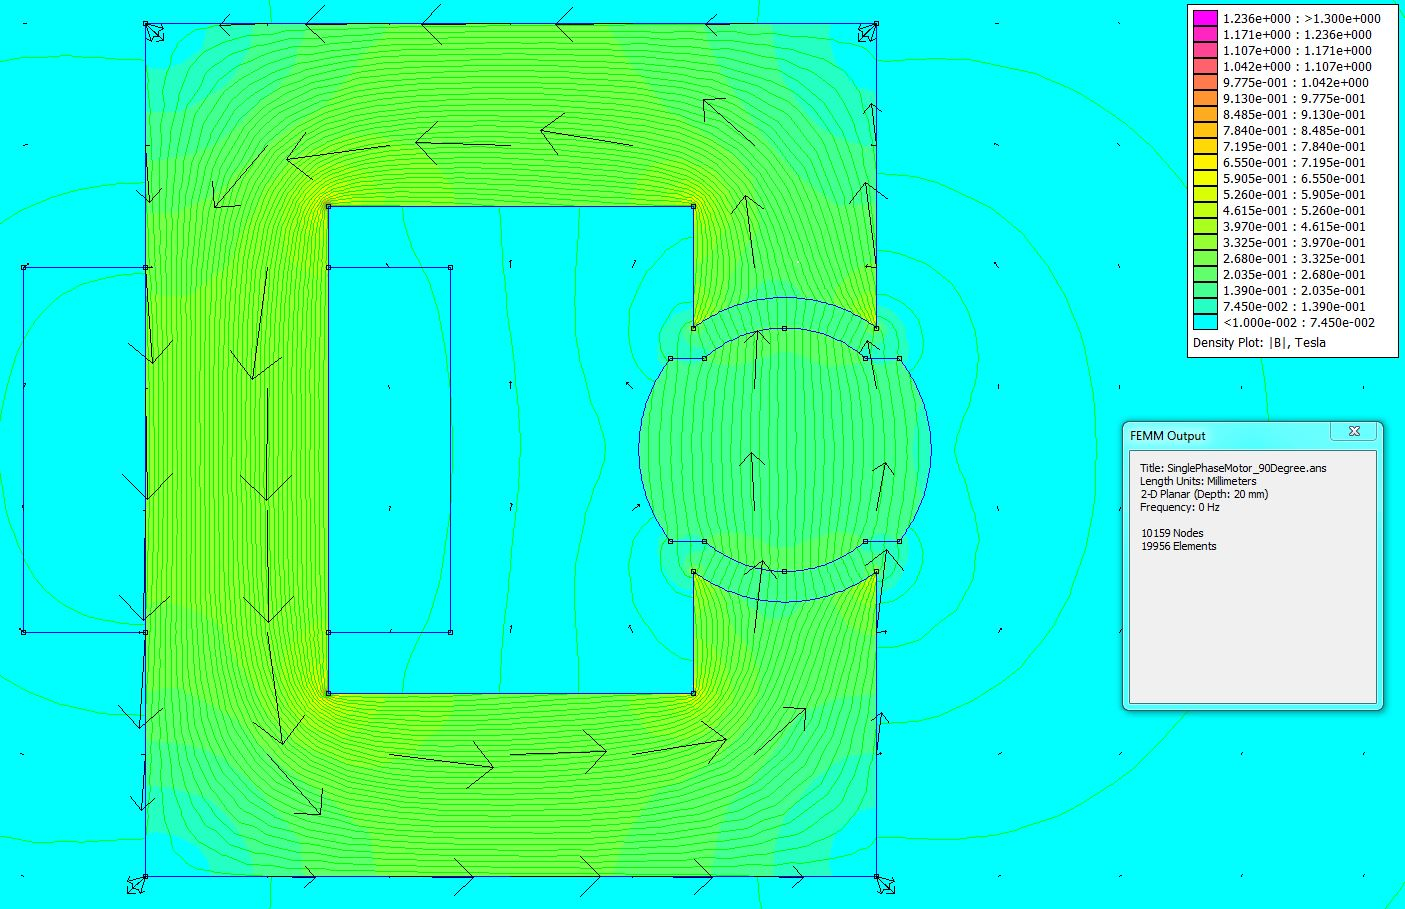 1.236e+000 : >1.300e+000
1.171e+000 : 1.236e+000
1.107e+000 : 1.171e+000
1.042e+000 : 1.107e+000
9.775e-001 : 1.042e+000
9.130e-001 : 9.775e-001
8.485e-001 : 9.130e-001
7.840e-001 : 8.485e-001
7.195e-001 : 7.840e-001
6.550e-001 : 7.195e-001
5.905e-001 : 6.550e-001
5.260e-001 : 5.905e-001
4.615e-001 : 5.260e-001
3.970e-001 : 4.615e-001
3.325e-001 : 3.970e-001
2.680e-001 : 3.325e-001
2.035e-001 : 2.680e-001
1.390e-001 : 2.035e-001
7.450e-002 : 1.390e-001
<1.000e-002 : 7.450e-002
Density Plot: |B|, Tesla
FEMM Output
Title: SinglePhaseMotor_90Degree.ans
Length Units: Millimeters
2-D Planar (Depth: 20 mm)
Frequency: 0 Hz
10159 Nodes
19956 Elements